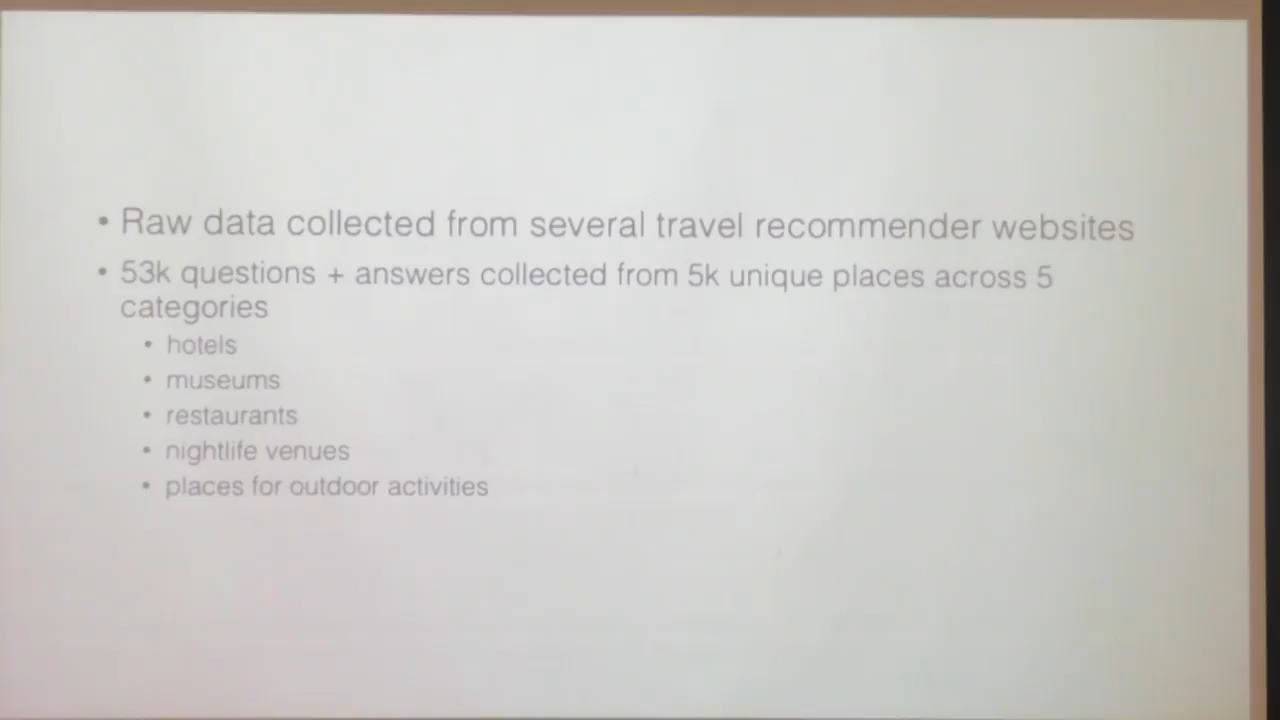 • Raw data collected from several travel recommender websites
• 53k questions + answers collected from 5k unique places across 5
categories
• hotels
• museums
• restaurants
• nightlife venues
• places for outdoor activities